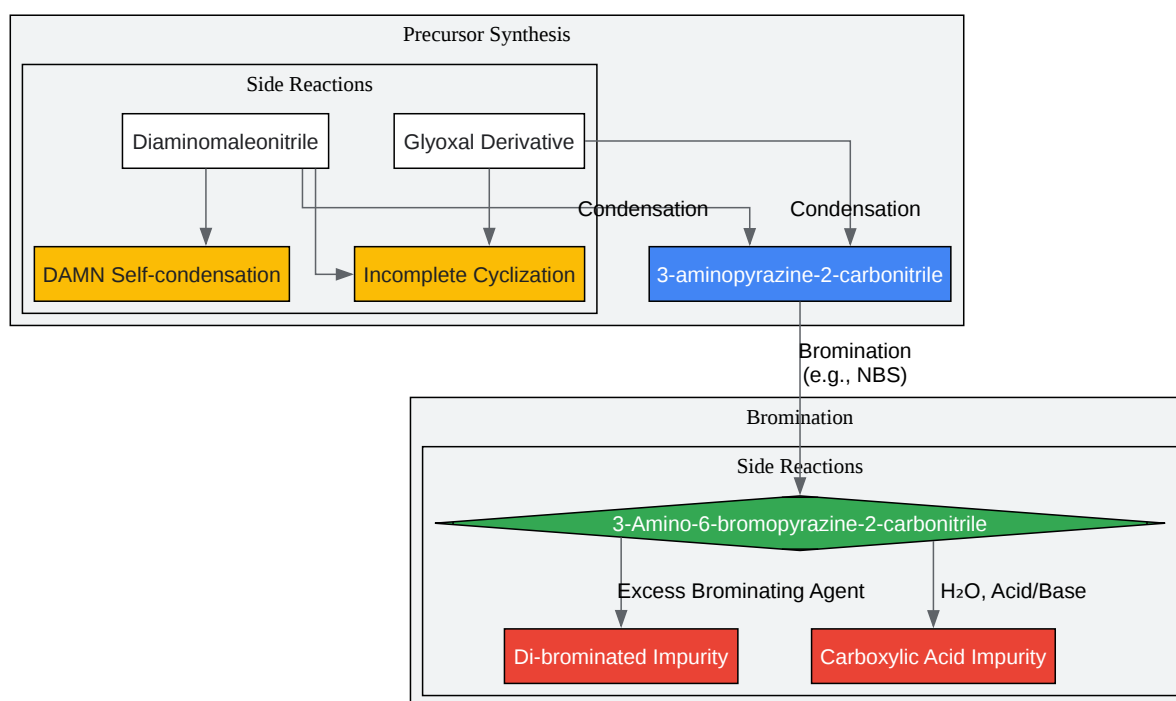 Precursor Synthesis
Side Reactions
Diaminomaleonitrile
Glyoxal Derivative
Condensation
Condensation
DAMN Self-condensation
Incomplete Cyclization
3-aminopyrazine-2-carbonitrile
Bromination
(e.g., NBS)
Bromination
Side Reactions
3-Amino-6-bromopyrazine-2-carbonitrile
Excess Brominating Agent
H₂O, Acid/Base
Di-brominated Impurity
Carboxylic Acid Impurity